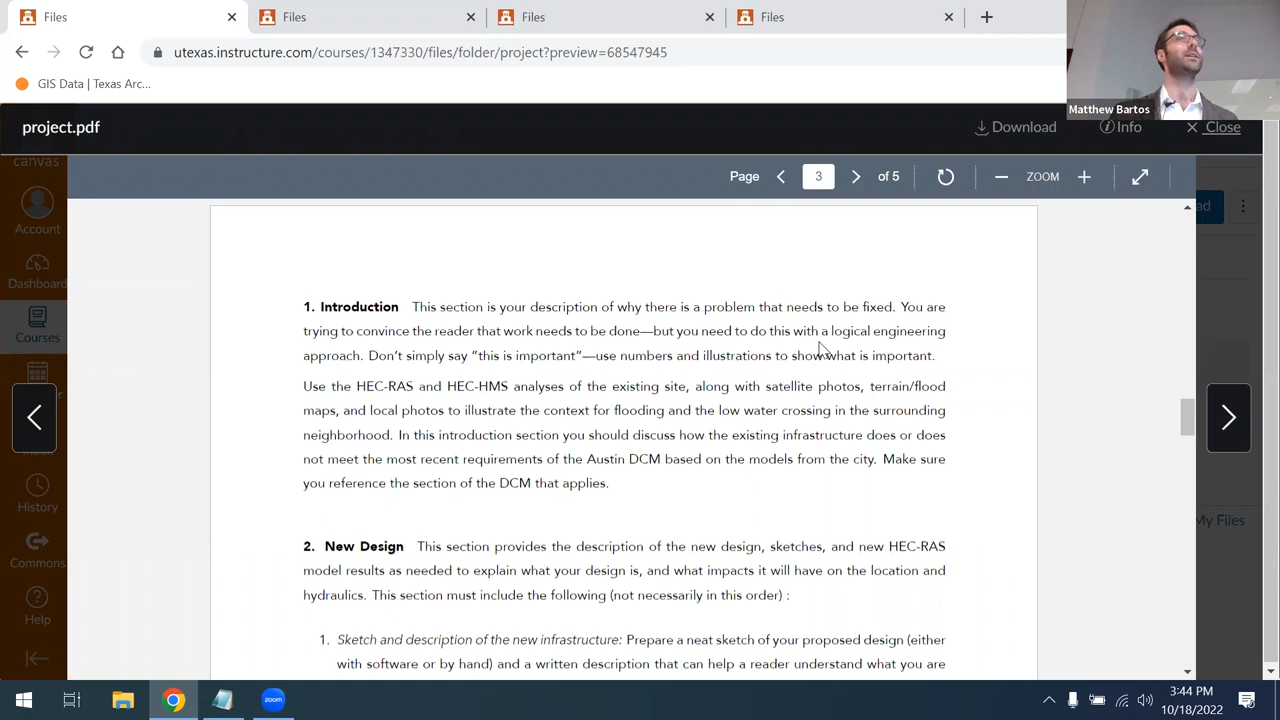 Files
Files
Files
Files
utexas.instructure.com/courses/1347330/files/folder/project?preview=68547945
GIS Data | Texas Arc...
Matthew Bartos
project.pdf
Download
Info
Close
canvas
Page 3 of 5
ZOOM
Account
Dashboard
Courses
History
Commons
Help
My Files
1. Introduction This section is your description of why there is a problem that needs to be fixed. You are
trying to convince the reader that work needs to be done—but you need to do this with a logical engineering
approach. Don't simply say "this is important"—use numbers and illustrations to show what is important.
Use the HEC-RAS and HEC-HMS analyses of the existing site, along with satellite photos, terrain/flood
maps, and local photos to illustrate the context for flooding and the low water crossing in the surrounding
neighborhood. In this introduction section you should discuss how the existing infrastructure does or does
not meet the most recent requirements of the Austin DCM based on the models from the city. Make sure
you reference the section of the DCM that applies.
2. New Design This section provides the description of the new design, sketches, and new HEC-RAS
model results as needed to explain what your design is, and what impacts it will have on the location and
hydraulics. This section must include the following (not necessarily in this order) :
1. Sketch and description of the new infrastructure: Prepare a neat sketch of your proposed design (either
with software or by hand) and a written description that can help a reader understand what you are
zoom
3:44 PM
10/18/2022